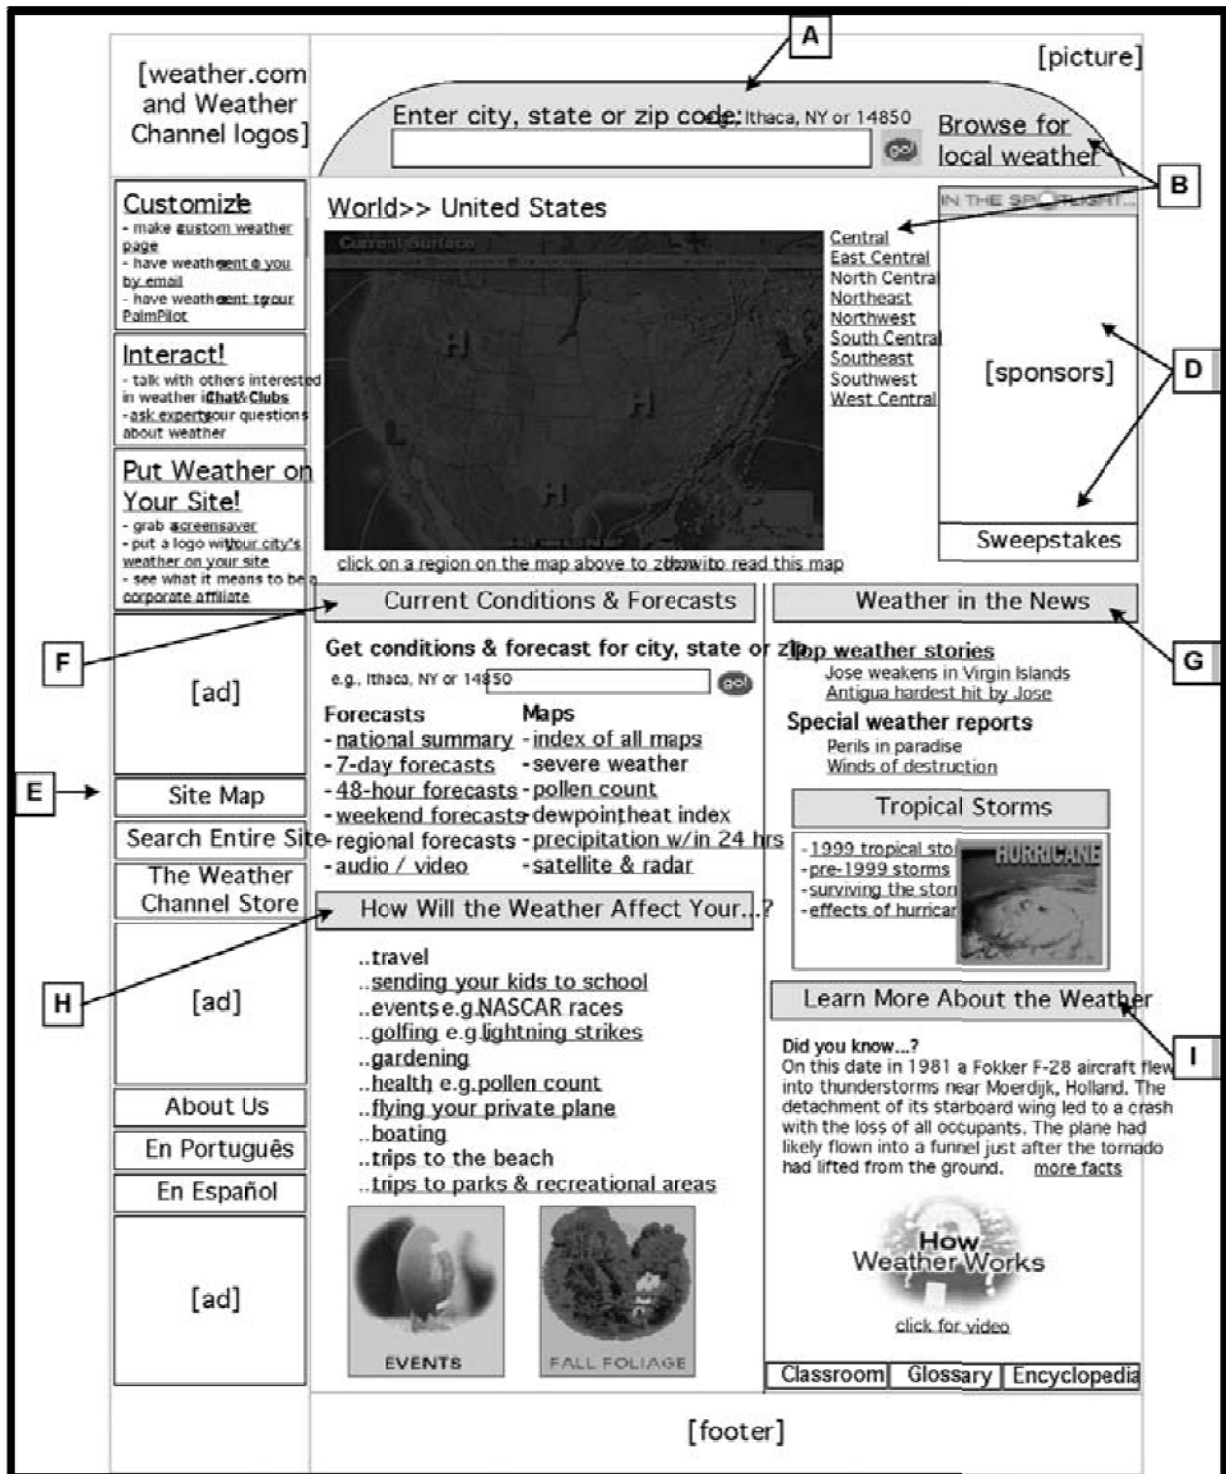 A
[picture]
[weather.com
and Weather
Channel logos]
Enter city, state or zip code:
e.g., Ithaca, NY or 14850
go!
Browse for
local weather
B
Customize
- make a custom weather
page
- have weather sent to you
by email
- have weather sent to your
PalmPilot
Interact!
- talk with others interested
in weather in Chat & Clubs
- ask experts your questions
about weather
Put Weather on
Your Site!
- grab a screensaver
- put a logo with your city's
weather on your site
- see what it means to be a
corporate affiliate
World>> United States
Current Surface
H
L
H
L
H
click on a region on the map above to zoom in
how to read this map
Central
East Central
North Central
Northeast
Northwest
South Central
Southeast
Southwest
West Central
IN THE SPOTLIGHT...
[sponsors]
D
Sweepstakes
F
Current Conditions & Forecasts
Get conditions & forecast for city, state or zip
e.g., Ithaca, NY or 14850
go!
Forecasts
- national summary
- 7-day forecasts
- 48-hour forecasts
- weekend forecasts
- regional forecasts
- audio / video
Maps
- index of all maps
- severe weather
- pollen count
- dewpoint heat index
- precipitation w/in 24 hrs
- satellite & radar
Weather in the News
G
Top weather stories
Jose weakens in Virgin Islands
Antigua hardest hit by Jose
Special weather reports
Perils in paradise
Winds of destruction
Tropical Storms
- 1999 tropical stor
- pre-1999 storms
- surviving the storm
- effects of hurrican
HURRICANE
[ad]
E
Site Map
Search Entire Site
The Weather
Channel Store
H
[ad]
About Us
En Português
En Español
[ad]
How Will the Weather Affect Your...?
..travel
..sending your kids to school
..events e.g. NASCAR races
..golfing e.g. lightning strikes
..gardening
..health, e.g. pollen count
..flying your private plane
..boating
..trips to the beach
..trips to parks & recreational areas
EVENTS
FALL FOLIAGE
Learn More About the Weather
I
Did you know...?
On this date in 1981 a Fokker F-28 aircraft flew
into thunderstorms near Moerdijk, Holland. The
detachment of its starboard wing led to a crash
with the loss of all occupants. The plane had
likely flown into a funnel just after the tornado
had lifted from the ground.
more facts
How
Weather Works
click for video
Classroom
Glossary
Encyclopedia
[footer]